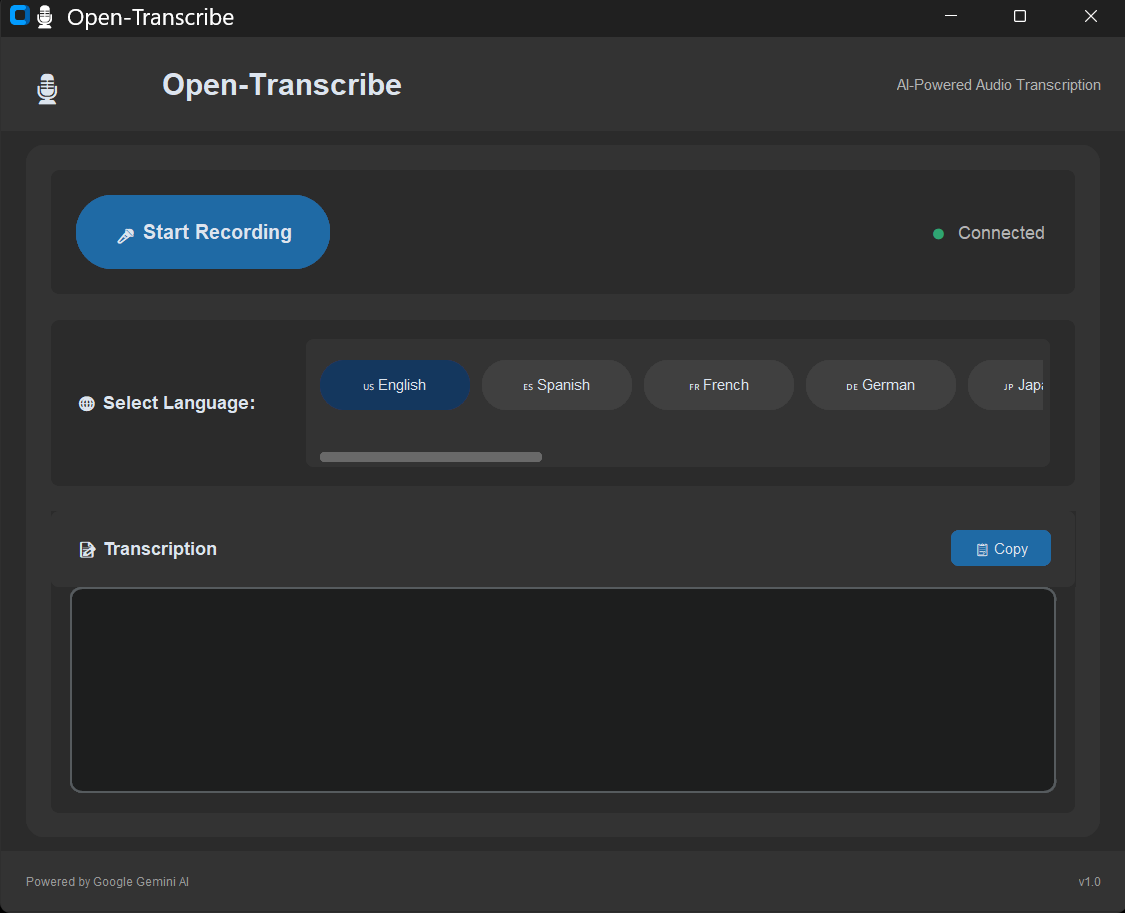 Open-Transcribe
Open-Transcribe
AI-Powered Audio Transcription
Start Recording
Connected
Select Language:
US English
ES Spanish
FR French
DE German
JP Japa
Transcription
Copy
Powered by Google Gemini AI
v1.0